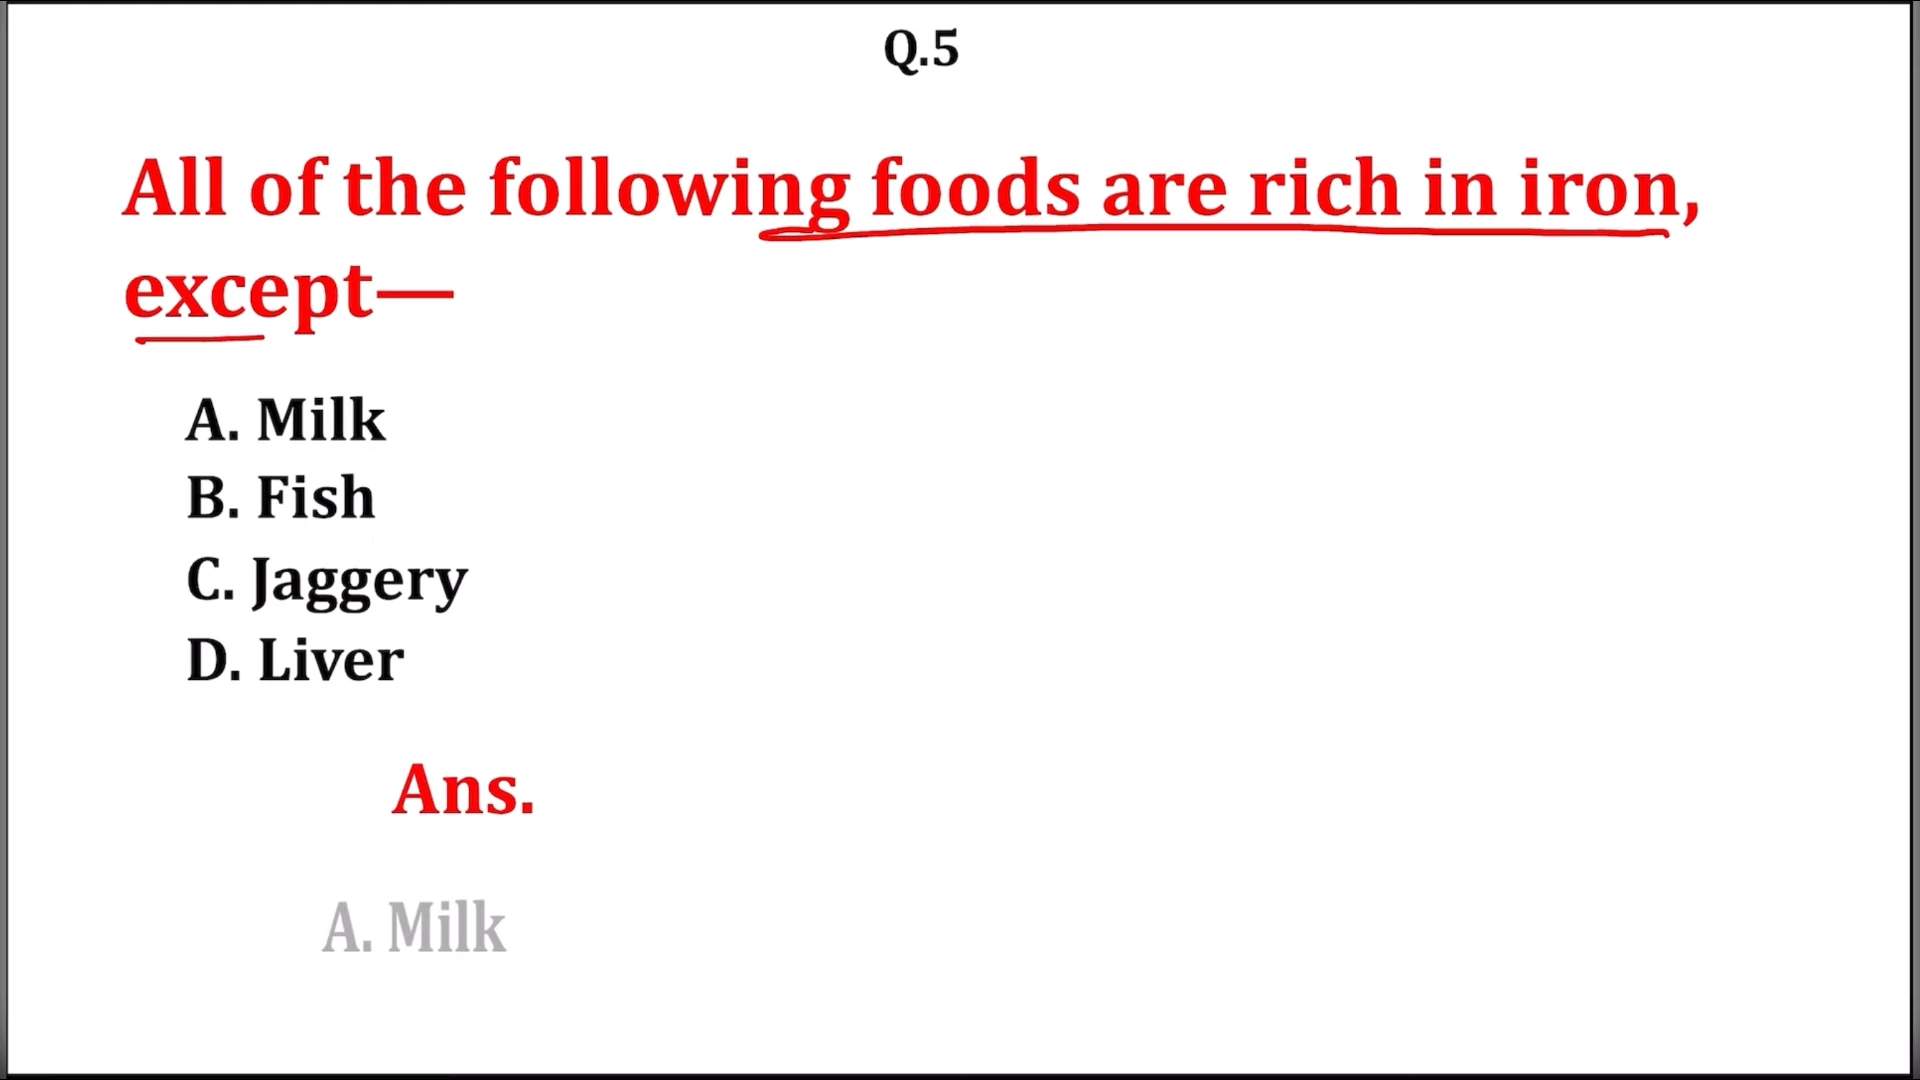 Q.5
All of the following foods are rich in iron,
except—
A. Milk
B. Fish
C. Jaggery
D. Liver
Ans.
A. Milk